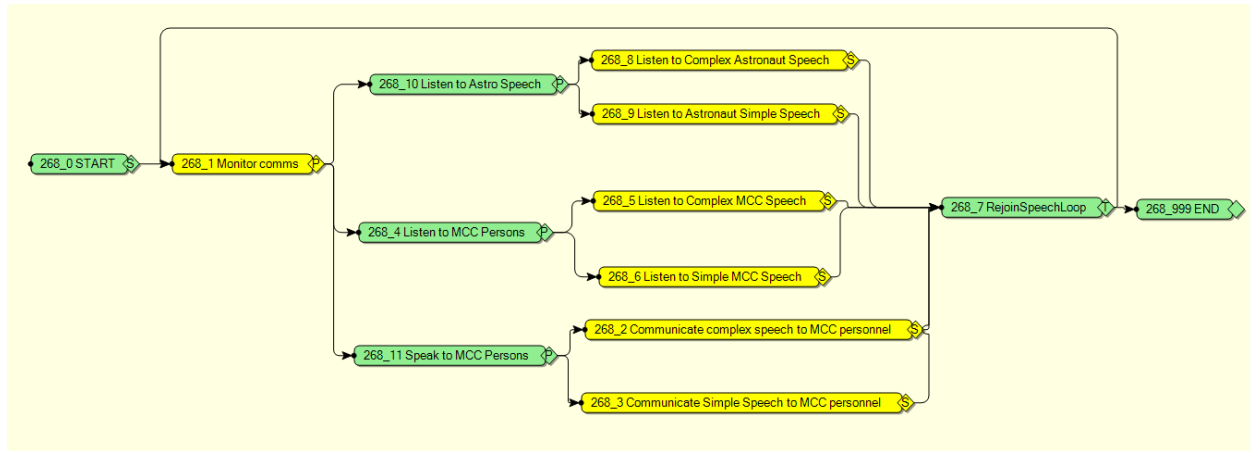 268_0 START S
268_1 Monitor comms P
268_10 Listen to Astro Speech P
268_8 Listen to Complex Astronaut Speech S
268_9 Listen to Astronaut Simple Speech S
268_4 Listen to MCC Persons P
268_5 Listen to Complex MCC Speech S
268_6 Listen to Simple MCC Speech S
268_11 Speak to MCC Persons P
268_2 Communicate complex speech to MCC personnel S
268_3 Communicate Simple Speech to MCC personnel S
268_7 RejoinSpeechLoop T
268_999 END